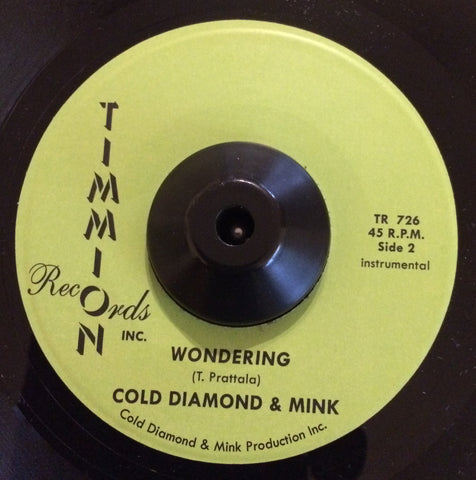 TIMMION
Records
INC.
TR 726
45 R.P.M.
Side 2
instrumental
WONDERING
(T. Prattala)
COLD DIAMOND & MINK
Cold Diamond & Mink Production Inc.